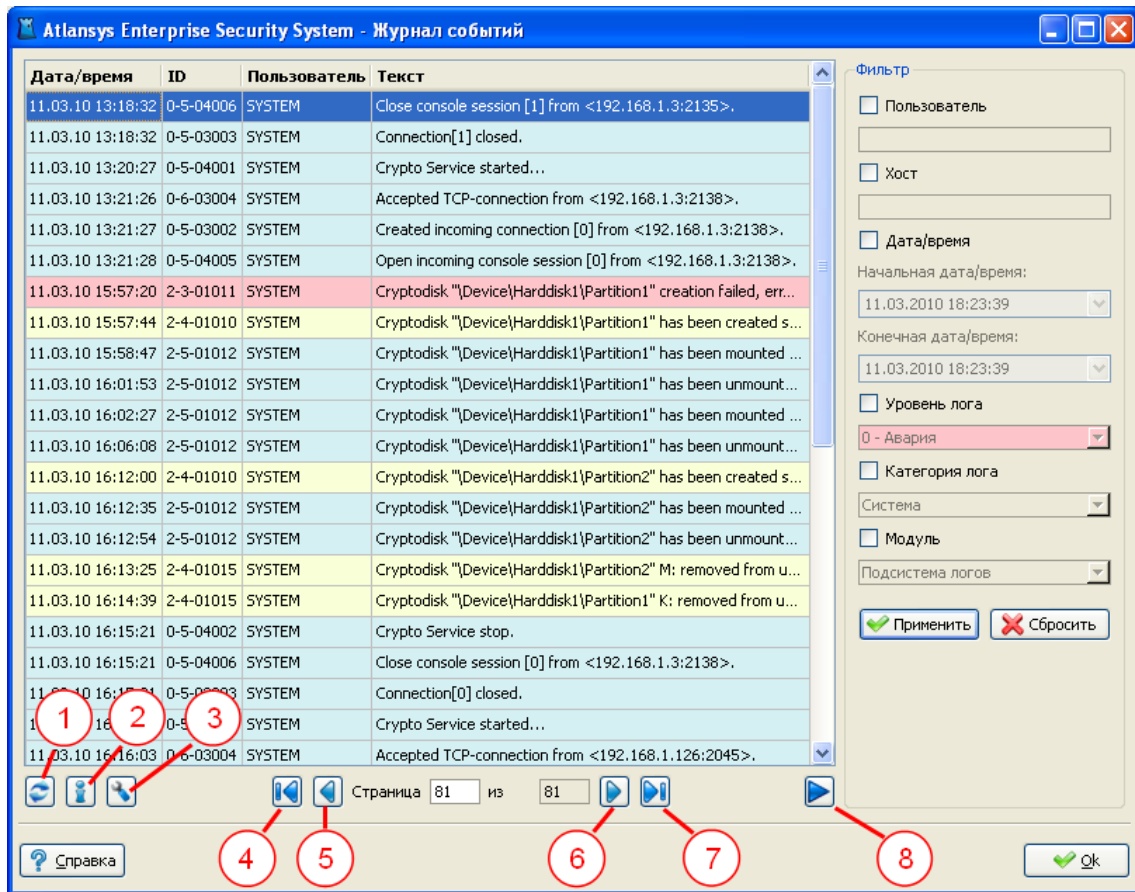 Atlansys Enterprise Security System - Журнал событий
Дата/время ID Пользователь Текст
11.03.10 13:18:32 0-5-04006 SYSTEM Close console session [1] from <192.168.1.3:2135>.
11.03.10 13:18:32 0-5-03003 SYSTEM Connection[1] closed.
11.03.10 13:20:27 0-5-04001 SYSTEM Crypto Service started...
11.03.10 13:21:26 0-6-03004 SYSTEM Accepted TCP-connection from <192.168.1.3:2138>.
11.03.10 13:21:27 0-5-03002 SYSTEM Created incoming connection [0] from <192.168.1.3:2138>.
11.03.10 13:21:28 0-5-04005 SYSTEM Open incoming console session [0] from <192.168.1.3:2138>.
11.03.10 15:57:20 2-3-01011 SYSTEM Cryptodisk "\Device\Harddisk1\Partition1" creation failed, err...
11.03.10 15:57:44 2-4-01010 SYSTEM Cryptodisk "\Device\Harddisk1\Partition1" has been created s...
11.03.10 15:58:47 2-5-01012 SYSTEM Cryptodisk "\Device\Harddisk1\Partition1" has been mounted ...
11.03.10 16:01:53 2-5-01012 SYSTEM Cryptodisk "\Device\Harddisk1\Partition1" has been unmount...
11.03.10 16:02:27 2-5-01012 SYSTEM Cryptodisk "\Device\Harddisk1\Partition1" has been mounted ...
11.03.10 16:06:08 2-5-01012 SYSTEM Cryptodisk "\Device\Harddisk1\Partition1" has been unmount...
11.03.10 16:12:00 2-4-01010 SYSTEM Cryptodisk "\Device\Harddisk1\Partition2" has been created s...
11.03.10 16:12:35 2-5-01012 SYSTEM Cryptodisk "\Device\Harddisk1\Partition2" has been mounted ...
11.03.10 16:12:54 2-5-01012 SYSTEM Cryptodisk "\Device\Harddisk1\Partition2" has been unmount...
11.03.10 16:13:25 2-4-01015 SYSTEM Cryptodisk "\Device\Harddisk1\Partition2" M: removed from u...
11.03.10 16:14:39 2-4-01015 SYSTEM Cryptodisk "\Device\Harddisk1\Partition1" K: removed from u...
11.03.10 16:15:21 0-5-04002 SYSTEM Crypto Service stop.
11.03.10 16:15:21 0-5-04006 SYSTEM Close console session [0] from <192.168.1.3:2138>.
SYSTEM Connection[0] closed.
SYSTEM Crypto Service started...
11.03.10 16:16:03 0-6-03004 SYSTEM Accepted TCP-connection from <192.168.1.126:2045>.
Фильтр
Пользователь
Хост
Дата/время
Начальная дата/время:
11.03.2010 18:23:39
Конечная дата/время:
11.03.2010 18:23:39
Уровень лога
0 - Авария
Категория лога
Система
Модуль
Подсистема логов
Применить Сбросить
1 2 3
Страница 81 из 81
4 5 6 7 8
Справка Ok